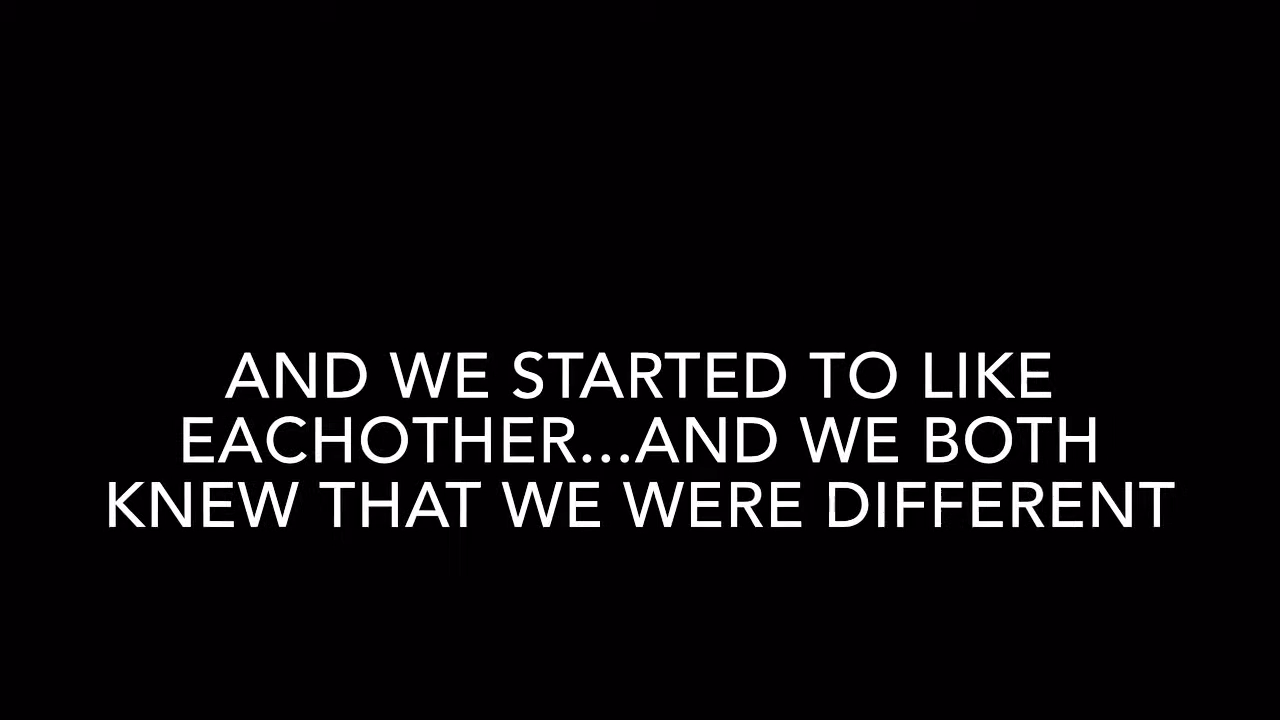 AND WE STARTED TO LIKE
EACHOTHER...AND WE BOTH
KNEW THAT WE WERE DIFFERENT